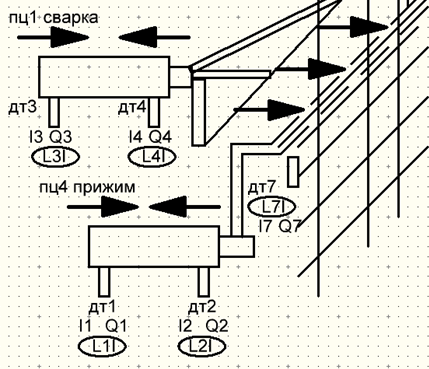 пц1 сварка
дт3 дт4
I3 Q3 I4 Q4
L3I L4I
пц4 прижим
дт7
L7I
I7 Q7
дт1 дт2
I1 Q1 I2 Q2
L1I L2I